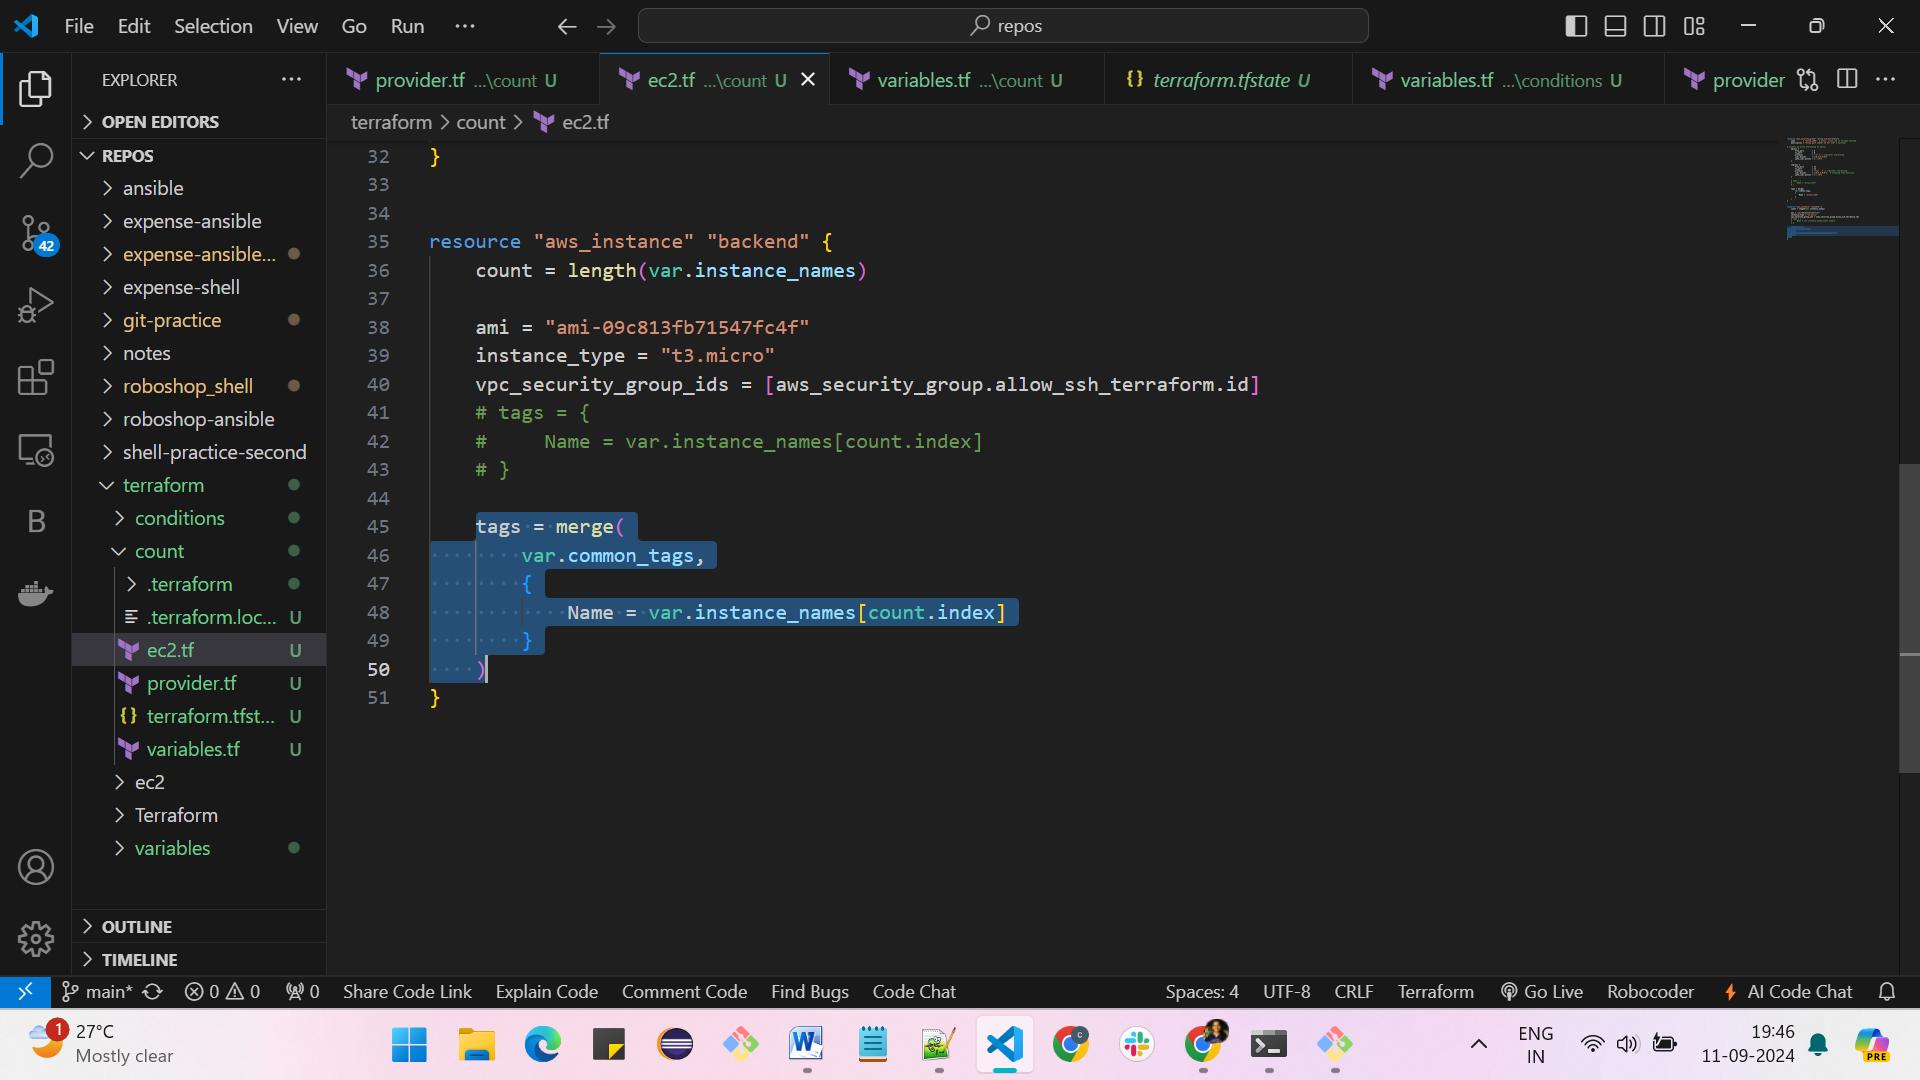 File Edit Selection View Go Run ··· repos
EXPLORER ···
OPEN EDITORS
REPOS
ansible
expense-ansible
expense-ansible...
expense-shell
git-practice
notes
roboshop_shell
roboshop-ansible
shell-practice-second
terraform
conditions
count
.terraform
.terraform.loc... U
ec2.tf U
provider.tf U
terraform.tfst... U
variables.tf U
ec2
Terraform
variables
OUTLINE
TIMELINE
42
B
provider.tf ...\count U ec2.tf ...\count U variables.tf ...\count U {} terraform.tfstate U variables.tf ...\conditions U provider ···
terraform > count > ec2.tf
32 }
33
34
35 resource "aws_instance" "backend" {
36 count = length(var.instance_names)
37
38 ami = "ami-09c813fb71547fc4f"
39 instance_type = "t3.micro"
40 vpc_security_group_ids = [aws_security_group.allow_ssh_terraform.id]
41 # tags = {
42 #     Name = var.instance_names[count.index]
43 # }
44
45 tags = merge(
46 var.common_tags,
47 {
48 Name = var.instance_names[count.index]
49 }
50 )
51 }
main* 0 0 0 Share Code Link Explain Code Comment Code Find Bugs Code Chat Spaces: 4 UTF-8 CRLF Terraform Go Live Robocoder AI Code Chat
1 27°C
Mostly clear
ENG
IN
19:46
11-09-2024
PRE